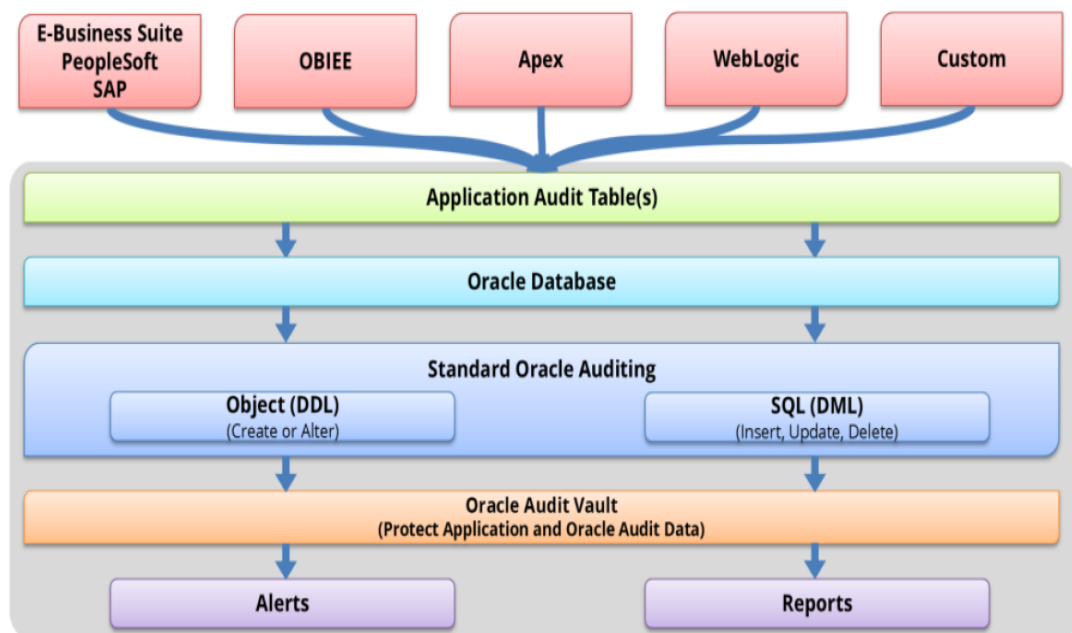 E-Business Suite
PeopleSoft
SAP
OBIEE
Apex
WebLogic
Custom
Application Audit Table(s)
Oracle Database
Standard Oracle Auditing
Object (DDL)
(Create or Alter)
SQL (DML)
(Insert, Update, Delete)
Oracle Audit Vault
(Protect Application and Oracle Audit Data)
Alerts
Reports